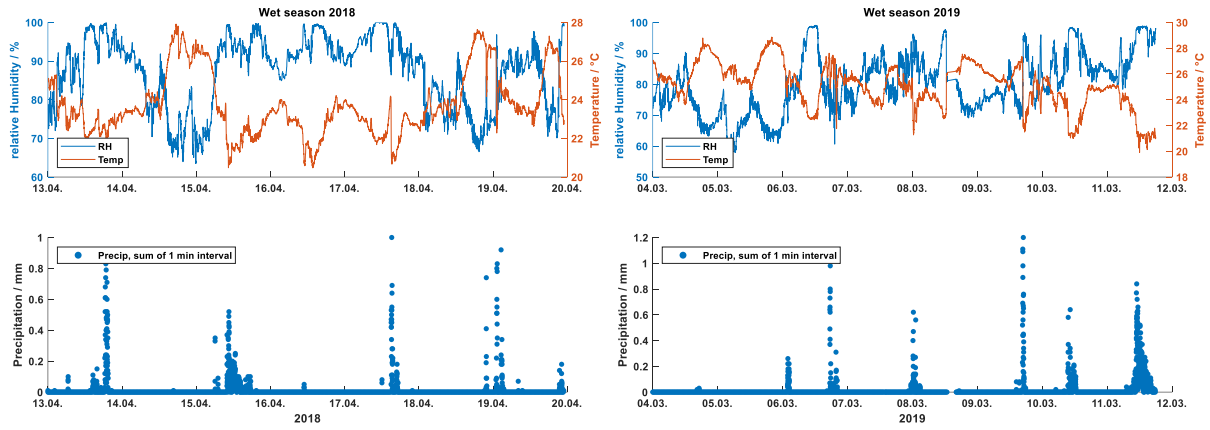 Wet season 2018
100
90
80
70
60
relative Humidity / %
28
26
24
22
20
Temperature / °C
RH
Temp
13.04. 14.04. 15.04. 16.04. 17.04. 18.04. 19.04. 20.04.
Wet season 2019
100
90
80
70
60
50
relative Humidity / %
30
28
26
24
22
20
18
Temperature / °C
RH
Temp
04.03. 05.03. 06.03. 07.03. 08.03. 09.03. 10.03. 11.03. 12.03.
1
0.8
0.6
0.4
0.2
0
Precipitation / mm
Precip, sum of 1 min interval
13.04. 14.04. 15.04. 16.04. 17.04. 18.04. 19.04. 20.04.
2018
1.2
1
0.8
0.6
0.4
0.2
0
Precipitation / mm
Precip, sum of 1 min interval
04.03. 05.03. 06.03. 07.03. 08.03. 09.03. 10.03. 11.03. 12.03.
2019